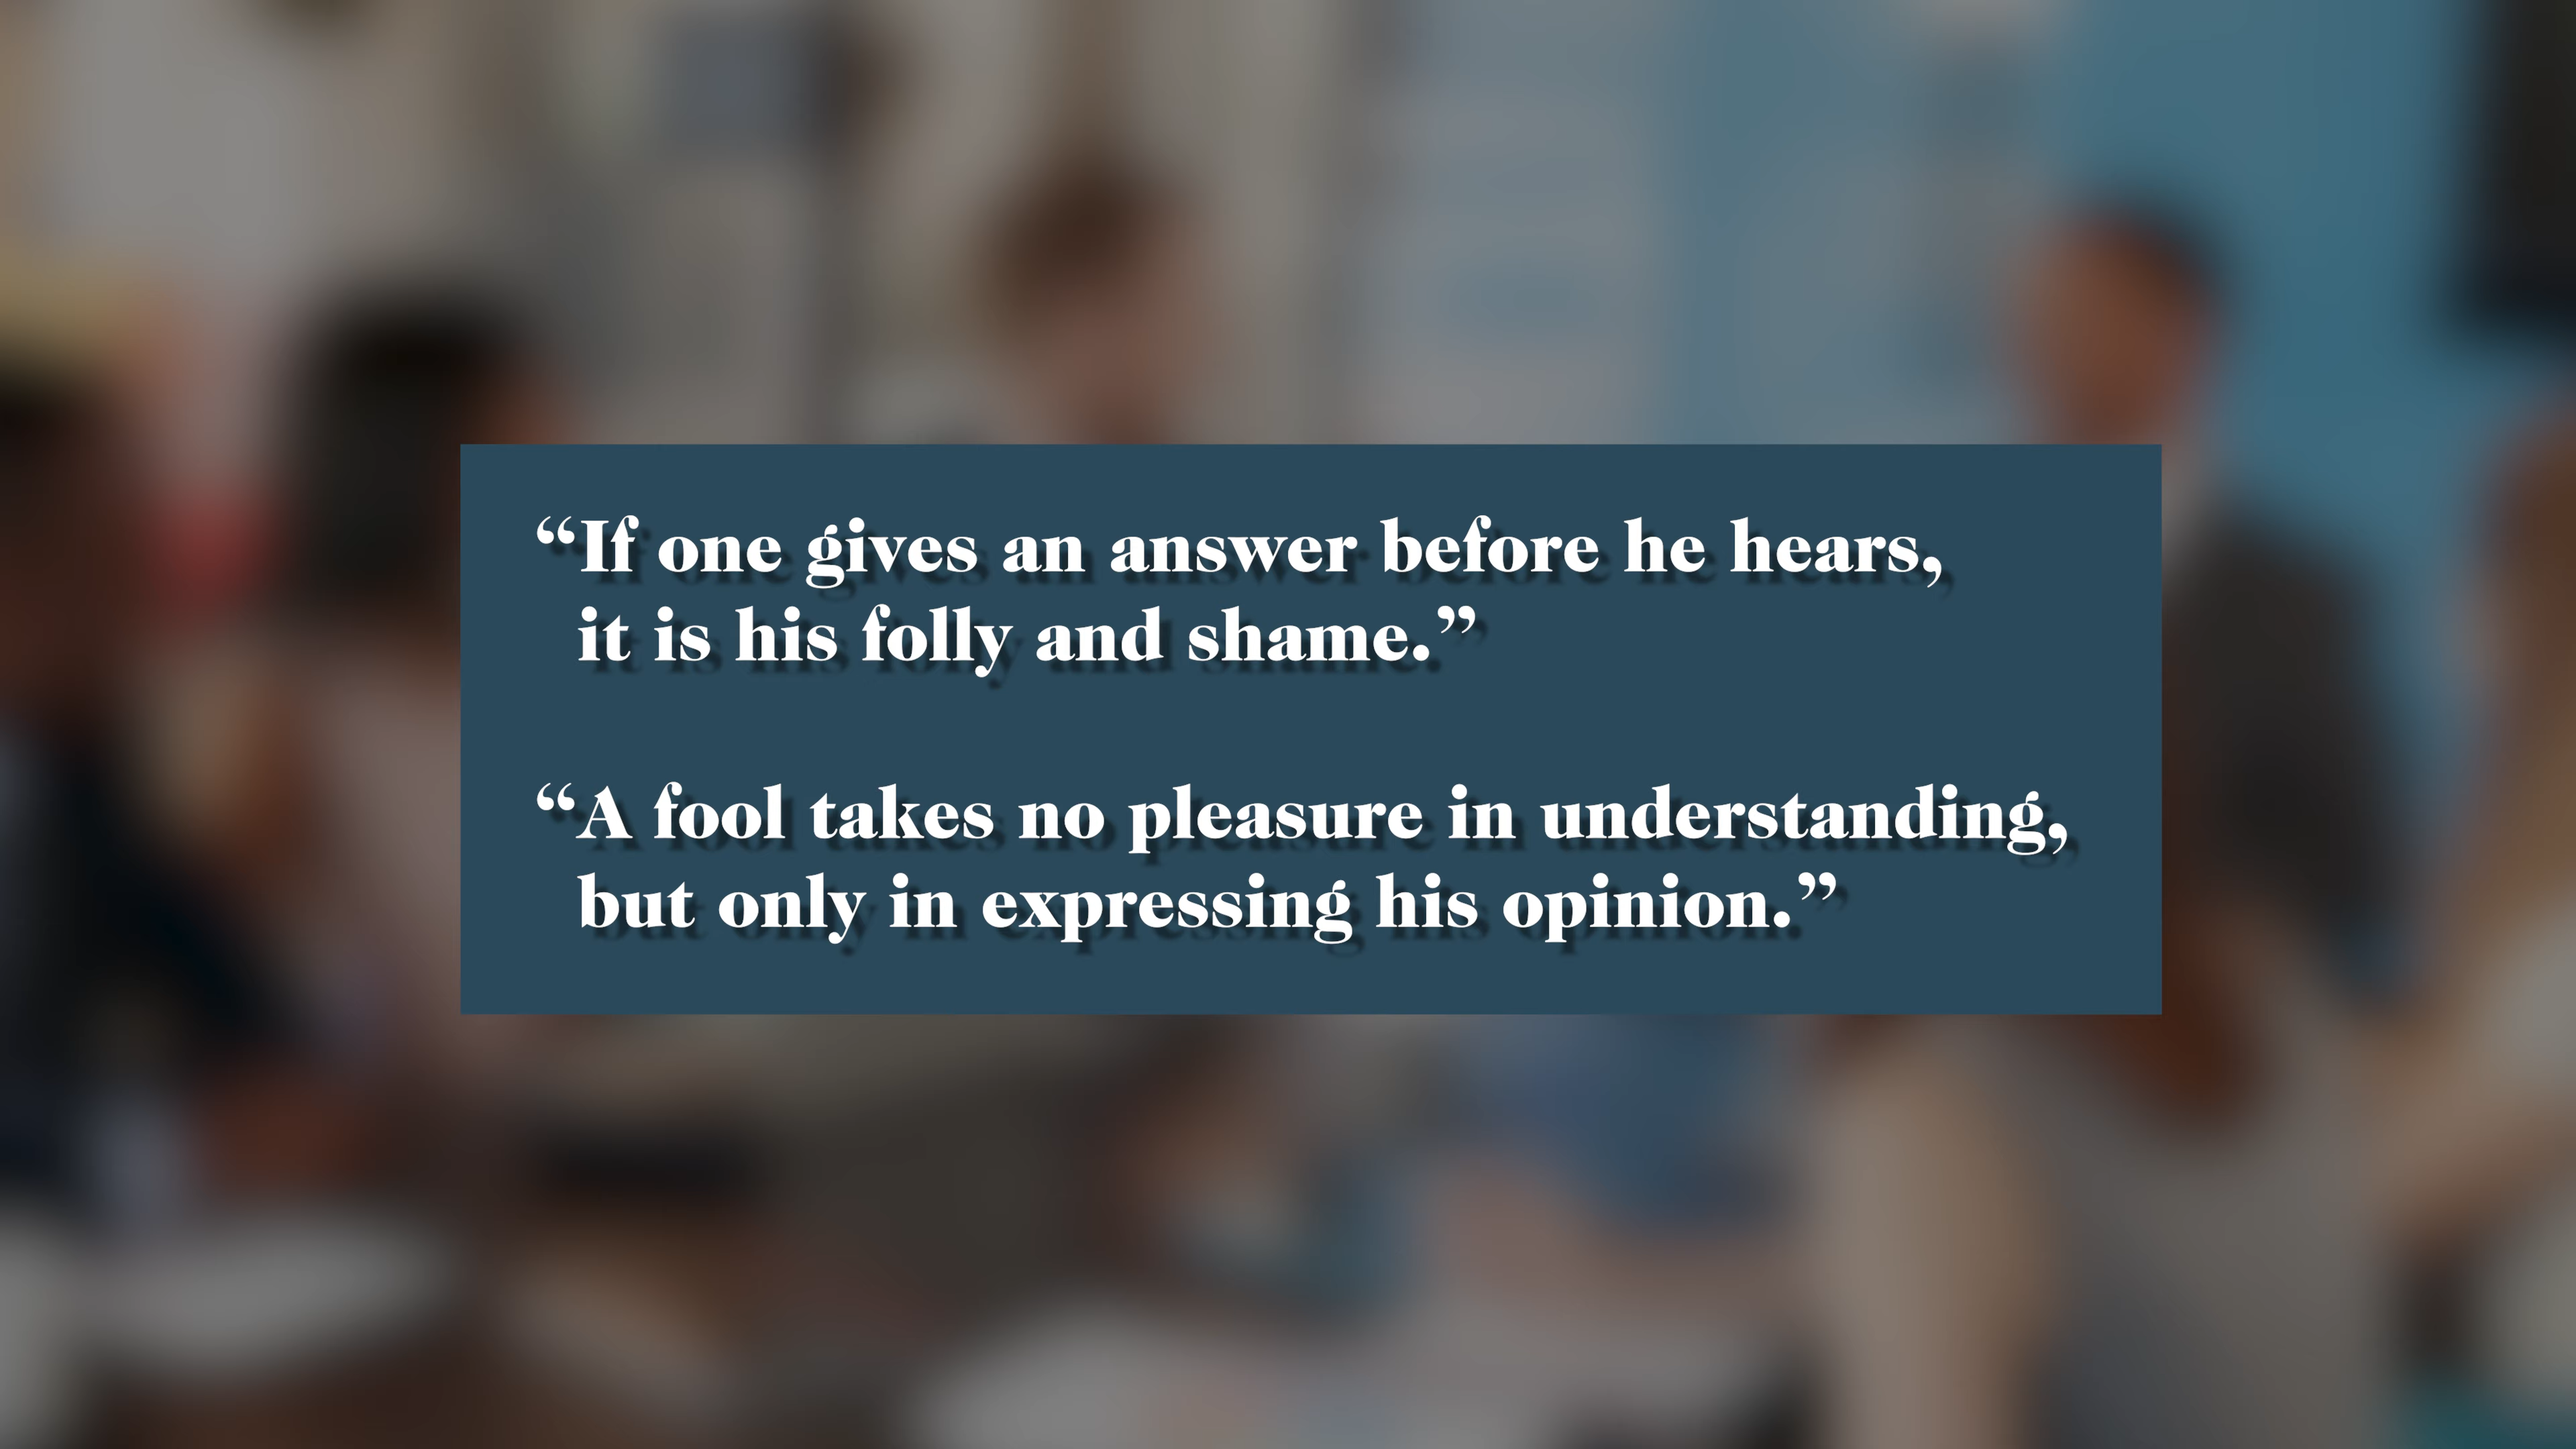 “If one gives an answer before he hears,
it is his folly and shame.”
“A fool takes no pleasure in understanding,
but only in expressing his opinion.”